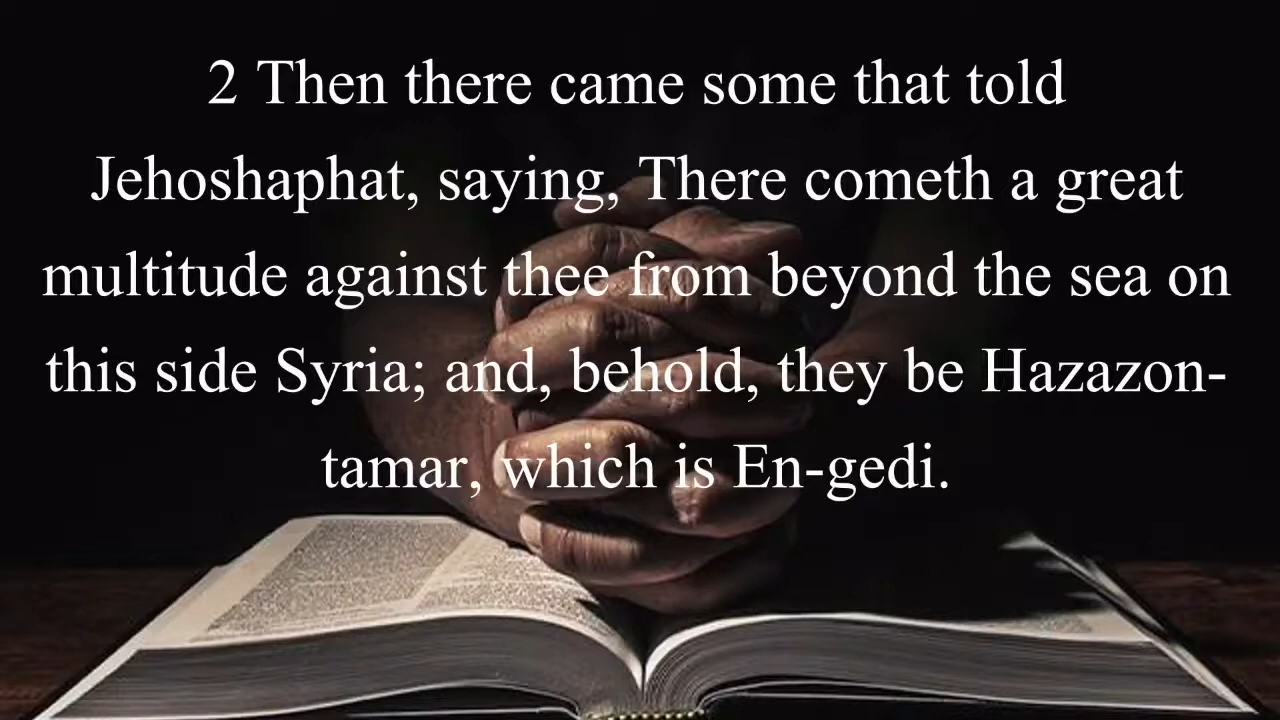 2 Then there came some that told
Jehoshaphat, saying, There cometh a great
multitude against thee from beyond the sea on
this side Syria; and, behold, they be Hazazon-
tamar, which is En-gedi.